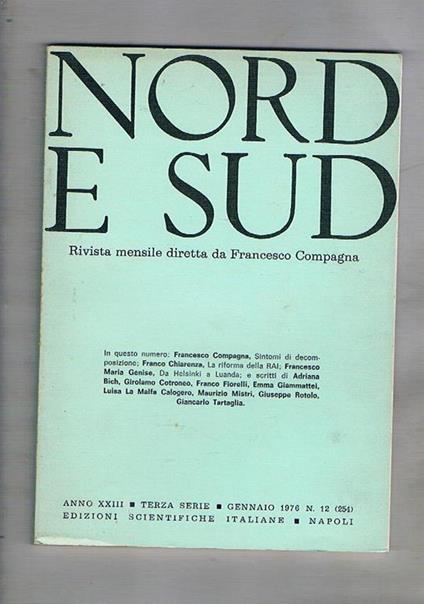 NORD
E SUD
Rivista mensile diretta da Francesco Compagna
In questo numero: Francesco Compagna, Sintomi di decom-
posizione; Franco Chiarenza, La riforma della RAI; Francesco
Maria Genise, Da Helsinki a Luanda; e scritti di Adriana
Bich, Girolamo Cotroneo, Franco Fiorelli, Emma Giammattei,
Luisa La Malfa Calogero, Maurizio Mistri, Giuseppe Rotolo,
Giancarlo Tartaglia.
ANNO XXIII ■ TERZA SERIE ■ GENNAIO 1976 N. 12 (254)
EDIZIONI SCIENTIFICHE ITALIANE ■ NAPOLI